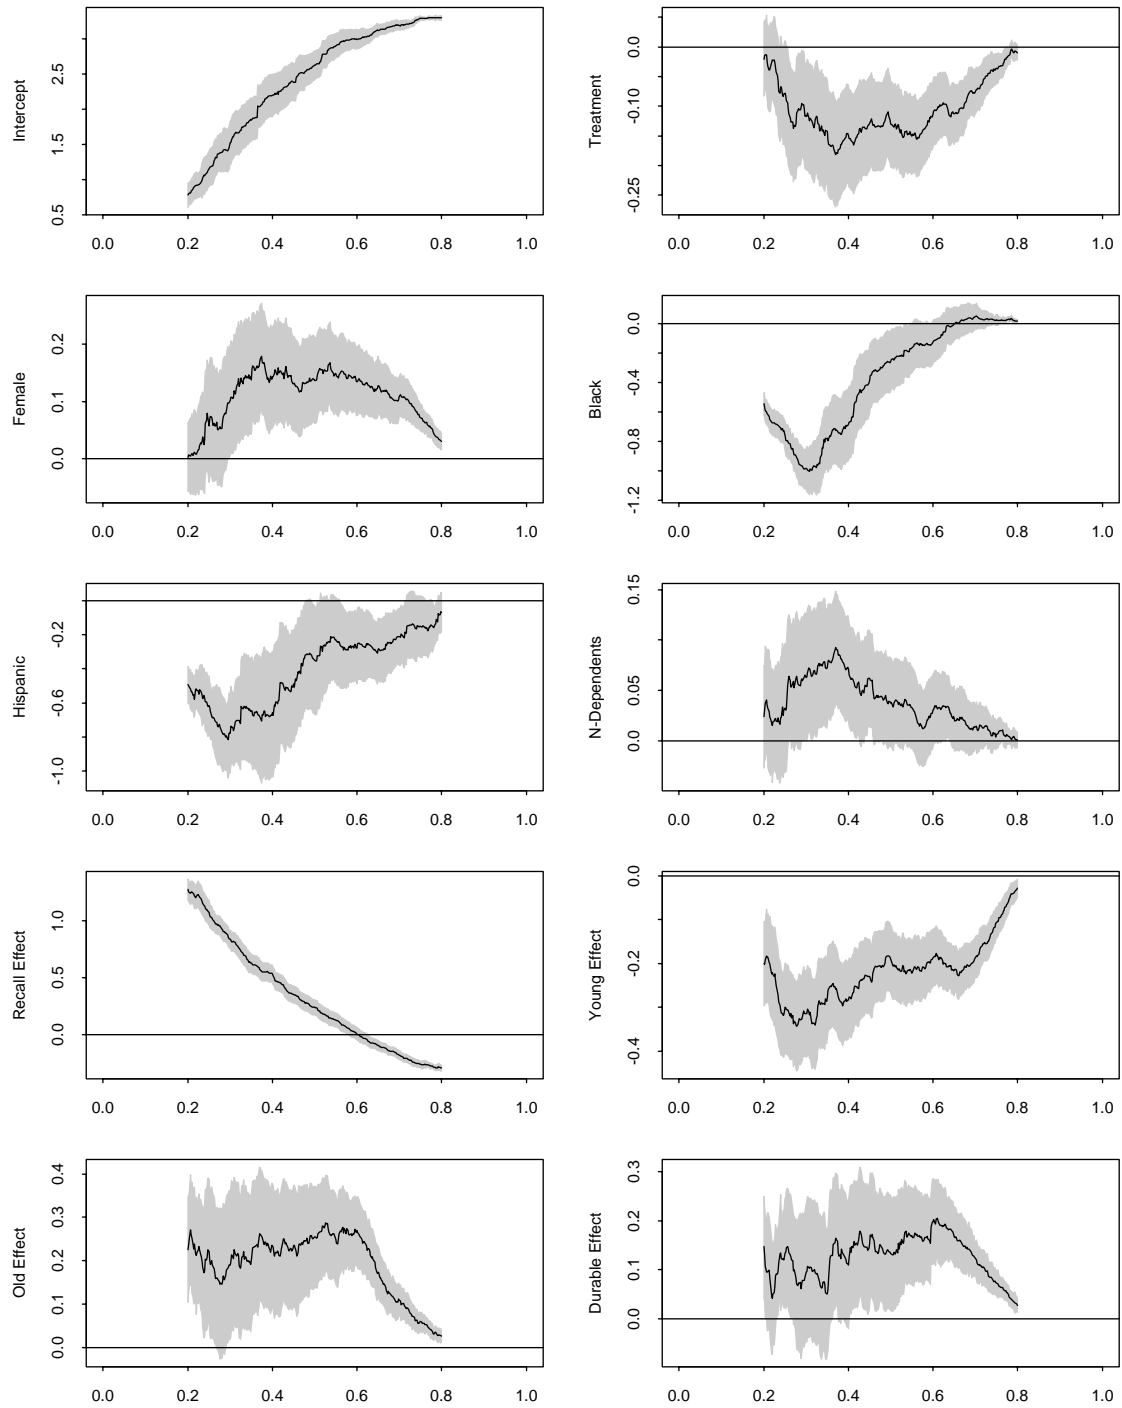 Intercept
0.5 1.5 2.5
0.0 0.2 0.4 0.6 0.8 1.0
Treatment
-0.25 -0.10 0.0
0.0 0.2 0.4 0.6 0.8 1.0
Female
0.0 0.1 0.2
0.0 0.2 0.4 0.6 0.8 1.0
Black
-1.2 -0.8 -0.4 0.0
0.0 0.2 0.4 0.6 0.8 1.0
Hispanic
-1.0 -0.6 -0.2
0.0 0.2 0.4 0.6 0.8 1.0
N-Dependents
0.0 0.05 0.15
0.0 0.2 0.4 0.6 0.8 1.0
Recall Effect
0.0 0.5 1.0
0.0 0.2 0.4 0.6 0.8 1.0
Young Effect
-0.4 -0.2 0.0
0.0 0.2 0.4 0.6 0.8 1.0
Old Effect
0.0 0.1 0.2 0.3 0.4
0.0 0.2 0.4 0.6 0.8 1.0
Durable Effect
0.0 0.1 0.2 0.3
0.0 0.2 0.4 0.6 0.8 1.0